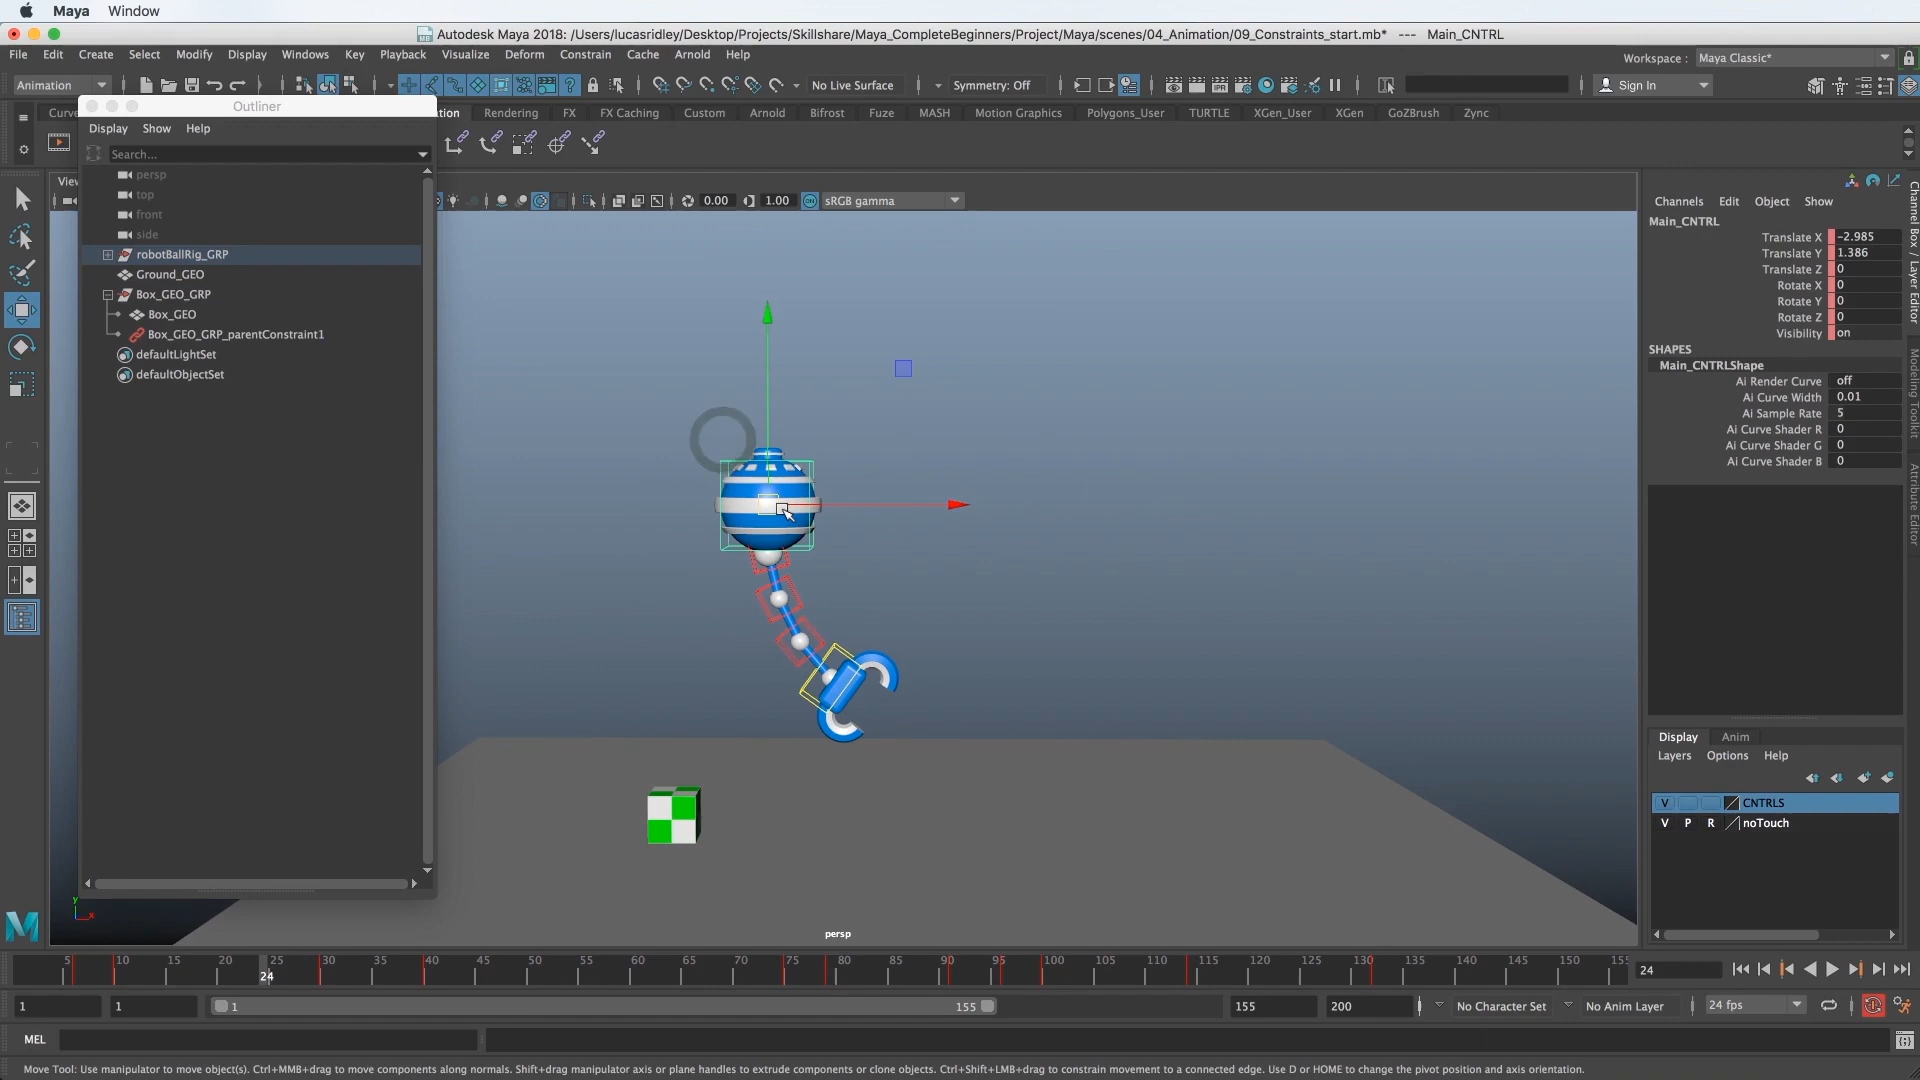 Maya Window
Autodesk Maya 2018: /Users/lucasridley/Desktop/Projects/Skillshare/Maya_CompleteBeginners/Project/Maya/scenes/04_Animation/09_Constraints_start.mb* --- Main_CNTRL
File Edit Create Select Modify Display Windows Key Playback Visualize Deform Constrain Cache Arnold Help
Workspace : Maya Classic*
Animation No Live Surface Symmetry: Off Sign In
Outliner
Curve tion Rendering FX FX Caching Custom Arnold Bifrost Fuze MASH Motion Graphics Polygons_User TURTLE XGen_User XGen GoZBrush Zync
Display Show Help
Search...
View
0.00 1.00 ON sRGB gamma
persp
top
front
side
robotBallRig_GRP
Ground_GEO
Box_GEO_GRP
Box_GEO
Box_GEO_GRP_parentConstraint1
defaultLightSet
defaultObjectSet
Channels Edit Object Show
Main_CNTRL
Translate X -2.985
Translate Y 1.386
Translate Z 0
Rotate X 0
Rotate Y 0
Rotate Z 0
Visibility on
SHAPES
Main_CNTRLShape
Ai Render Curve off
Ai Curve Width 0.01
Ai Sample Rate 5
Ai Curve Shader R 0
Ai Curve Shader G 0
Ai Curve Shader B 0
Channel Box / Layer Editor
Modeling Toolkit
Attribute Editor
Display Anim
Layers Options Help
V CNTRLS
V P R noTouch
y
x
persp
5 10 15 20 25 30 35 40 45 50 55 60 65 70 75 80 85 90 95 100 105 110 115 120 125 130 135 140 145 150 155
24
24
1 1 1 155 155 200 No Character Set No Anim Layer 24 fps
MEL
Move Tool: Use manipulator to move object(s). Ctrl+MMB+drag to move components along normals. Shift+drag manipulator axis or plane handles to extrude components or clone objects. Ctrl+Shift+LMB+drag to constrain movement to a connected edge. Use D or HOME to change the pivot position and axis orientation.